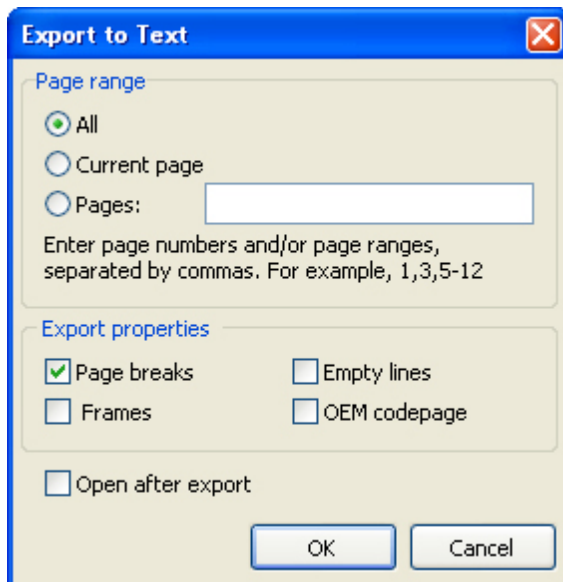 Export to Text
Page range
All
Current page
Pages:
Enter page numbers and/or page ranges,
separated by commas. For example, 1,3,5-12
Export properties
Page breaks
Empty lines
Frames
OEM codepage
Open after export
OK
Cancel